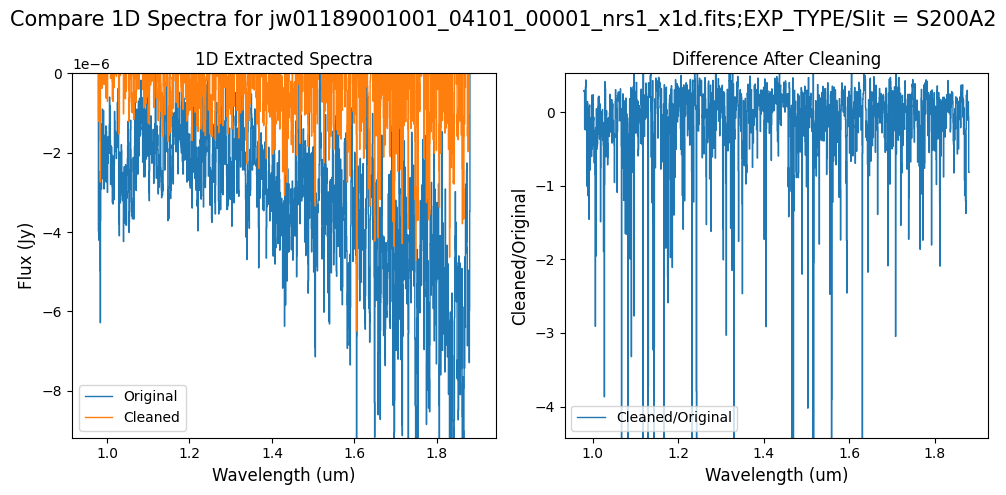 Compare 1D Spectra for jw01189001001_04101_00001_nrs1_x1d.fits;EXP_TYPE/Slit = S200A2
1D Extracted Spectra
1e−6
Flux (Jy)
0
−2
−4
−6
−8
Original
Cleaned
1.0 1.2 1.4 1.6 1.8
Wavelength (um)
Difference After Cleaning
Cleaned/Original
0
−1
−2
−3
−4
Cleaned/Original
1.0 1.2 1.4 1.6 1.8
Wavelength (um)